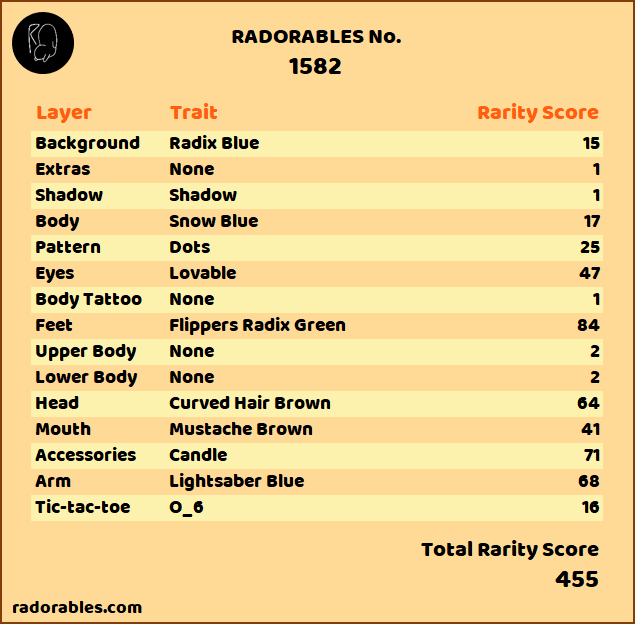 RADORABLES No.
1582
Layer Trait Rarity Score
Background Radix Blue 15
Extras None 1
Shadow Shadow 1
Body Snow Blue 17
Pattern Dots 25
Eyes Lovable 47
Body Tattoo None 1
Feet Flippers Radix Green 84
Upper Body None 2
Lower Body None 2
Head Curved Hair Brown 64
Mouth Mustache Brown 41
Accessories Candle 71
Arm Lightsaber Blue 68
Tic-tac-toe O_6 16
Total Rarity Score
455
radorables.com